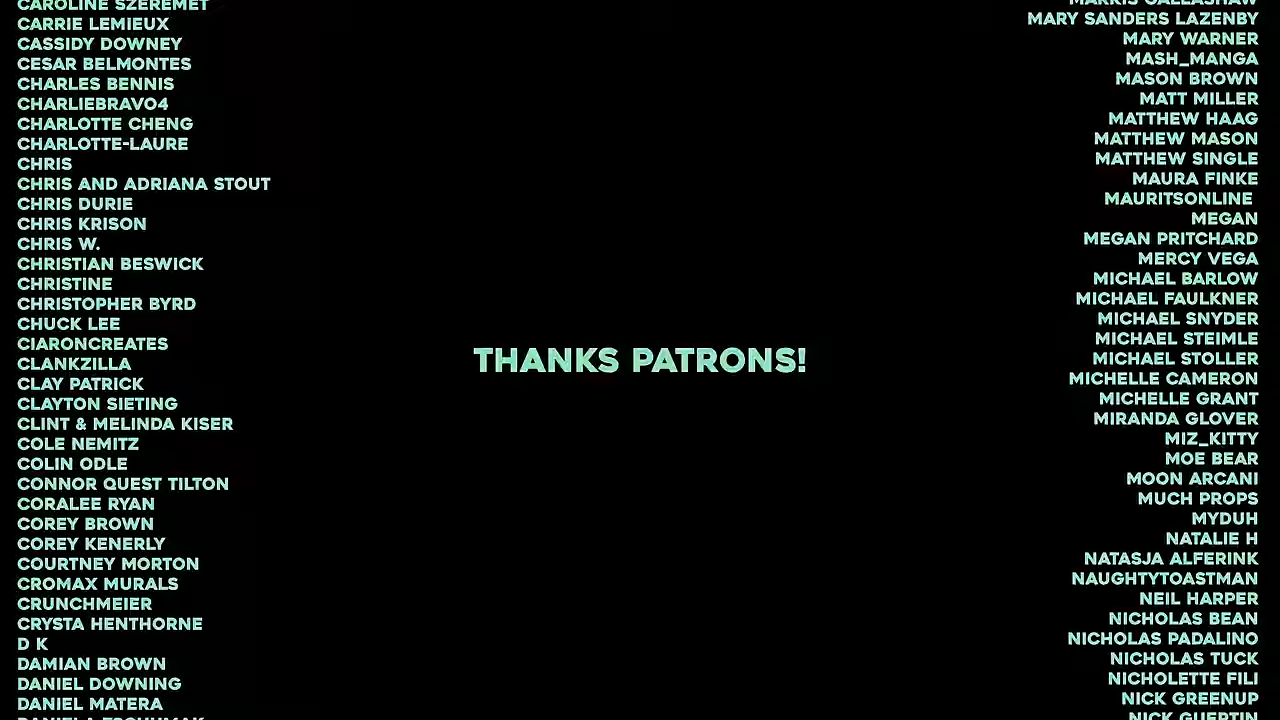 CAROLINE SZEREMET
CARRIE LEMIEUX
CASSIDY DOWNEY
CESAR BELMONTES
CHARLES BENNIS
CHARLIEBRAVO4
CHARLOTTE CHENG
CHARLOTTE-LAURE
CHRIS
CHRIS AND ADRIANA STOUT
CHRIS DURIE
CHRIS KRISON
CHRIS W.
CHRISTIAN BESWICK
CHRISTINE
CHRISTOPHER BYRD
CHUCK LEE
CIARONCREATES
CLANKZILLA
CLAY PATRICK
CLAYTON SIETING
CLINT & MELINDA KISER
COLE NEMITZ
COLIN ODLE
CONNOR QUEST TILTON
CORALEE RYAN
COREY BROWN
COREY KENERLY
COURTNEY MORTON
CROMAX MURALS
CRUNCHMEIER
CRYSTA HENTHORNE
D K
DAMIAN BROWN
DANIEL DOWNING
DANIEL MATERA
THANKS PATRONS!
MARY SANDERS LAZENBY
MARY WARNER
MASH_MANGA
MASON BROWN
MATT MILLER
MATTHEW HAAG
MATTHEW MASON
MATTHEW SINGLE
MAURA FINKE
MAURITSONLINE
MEGAN
MEGAN PRITCHARD
MERCY VEGA
MICHAEL BARLOW
MICHAEL FAULKNER
MICHAEL SNYDER
MICHAEL STEIMLE
MICHAEL STOLLER
MICHELLE CAMERON
MICHELLE GRANT
MIRANDA GLOVER
MIZ_KITTY
MOE BEAR
MOON ARCANI
MUCH PROPS
MYDUH
NATALIE H
NATASJA ALFERINK
NAUGHTYTOASTMAN
NEIL HARPER
NICHOLAS BEAN
NICHOLAS PADALINO
NICHOLAS TUCK
NICHOLETTE FILI
NICK GREENUP
NICK